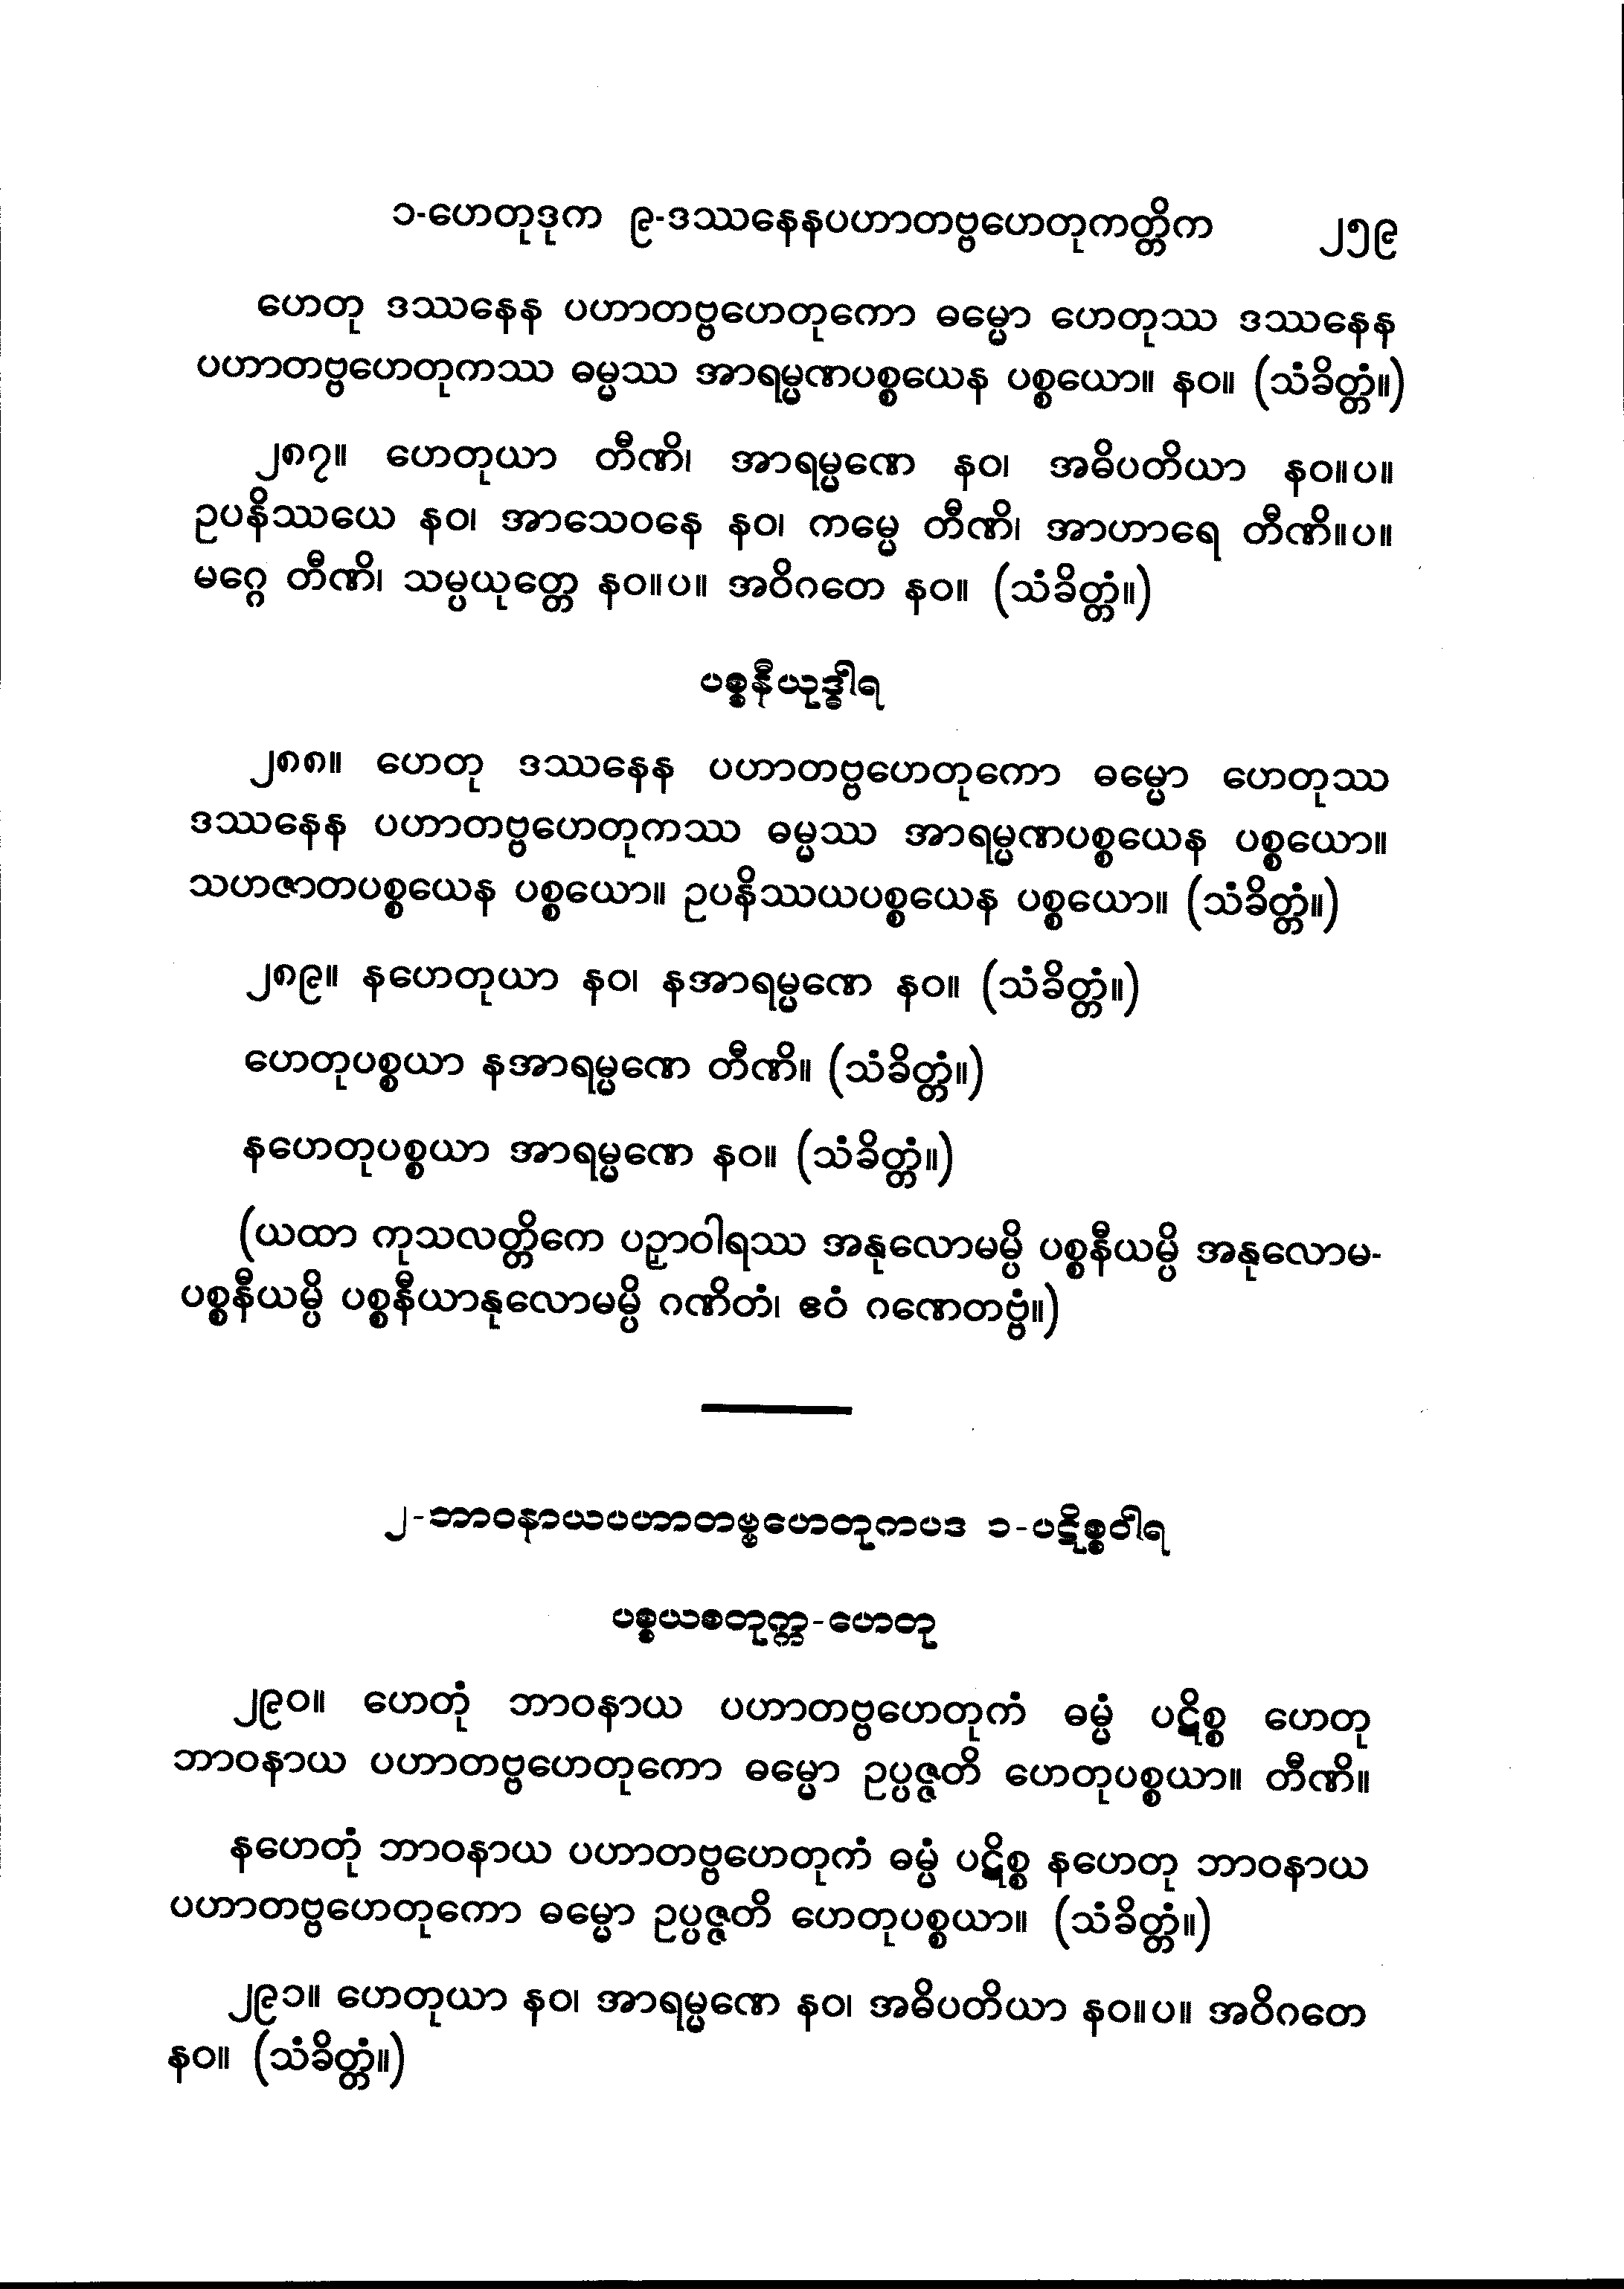 ၁-ဟေတုဒုက ၉-ဒဿနေနပဟာတဗ္ဗဟေတုကတ္တိက ၂၅၉
ဟေတု ဒဿနေန ပဟာတဗ္ဗဟေတုကော ဓမ္မော ဟေတုဿ ဒဿနေန
ပဟာတဗ္ဗဟေတုကဿ ဓမ္မဿ အာရမ္မဏပစ္စယေန ပစ္စယော။ နဝ။ (သံခိတ္တံ။)
၂၈၇။ ဟေတုယာ တီဏိ၊ အာရမ္မဏေ နဝ၊ အဓိပတိယာ နဝ။ပ။
ဥပနိဿယေ နဝ၊ အာသေဝနေ နဝ၊ ကမ္မေ တီဏိ၊ အာဟာရေ တီဏိ။ပ။
မဂ္ဂေ တီဏိ၊ သမ္ပယုတ္တေ နဝ။ပ။ အဝိဂတေ နဝ။ (သံခိတ္တံ။)
ပစ္စနီယုဒ္ဓါရ
၂၈၈။ ဟေတု ဒဿနေန ပဟာတဗ္ဗဟေတုကော ဓမ္မော ဟေတုဿ
ဒဿနေန ပဟာတဗ္ဗဟေတုကဿ ဓမ္မဿ အာရမ္မဏပစ္စယေန ပစ္စယော။
သဟဇာတပစ္စယေန ပစ္စယော။ ဥပနိဿယပစ္စယေန ပစ္စယော။ (သံခိတ္တံ။)
၂၈၉။ နဟေတုယာ နဝ၊ နအာရမ္မဏေ နဝ။ (သံခိတ္တံ။)
ဟေတုပစ္စယာ နအာရမ္မဏေ တီဏိ။ (သံခိတ္တံ။)
နဟေတုပစ္စယာ အာရမ္မဏေ နဝ။ (သံခိတ္တံ။)
(ယထာ ကုသလတ္တိကေ ပဉှာဝါရဿ အနုလောမမ္ပိ ပစ္စနီယမ္ပိ အနုလောမ-
ပစ္စနီယမ္ပိ ပစ္စနီယာနုလောမမ္ပိ ဂဏိတံ၊ ဧဝံ ဂဏေတဗ္ဗံ။)
၂-ဘာဝနာယပဟာတဗ္ဗဟေတုကပဒ ၁-ပဋိစ္စဝါရ
ပစ္စယစတုက္က-ဟေတု
၂၉၀။ ဟေတုံ ဘာဝနာယ ပဟာတဗ္ဗဟေတုကံ ဓမ္မံ ပဋိစ္စ ဟေတု
ဘာဝနာယ ပဟာတဗ္ဗဟေတုကော ဓမ္မော ဥပ္ပဇ္ဇတိ ဟေတုပစ္စယာ။ တီဏိ။
နဟေတုံ ဘာဝနာယ ပဟာတဗ္ဗဟေတုကံ ဓမ္မံ ပဋိစ္စ နဟေတု ဘာဝနာယ
ပဟာတဗ္ဗဟေတုကော ဓမ္မော ဥပ္ပဇ္ဇတိ ဟေတုပစ္စယာ။ (သံခိတ္တံ။)
၂၉၁။ ဟေတုယာ နဝ၊ အာရမ္မဏေ နဝ၊ အဓိပတိယာ နဝ။ပ။ အဝိဂတေ
နဝ။ (သံခိတ္တံ။)